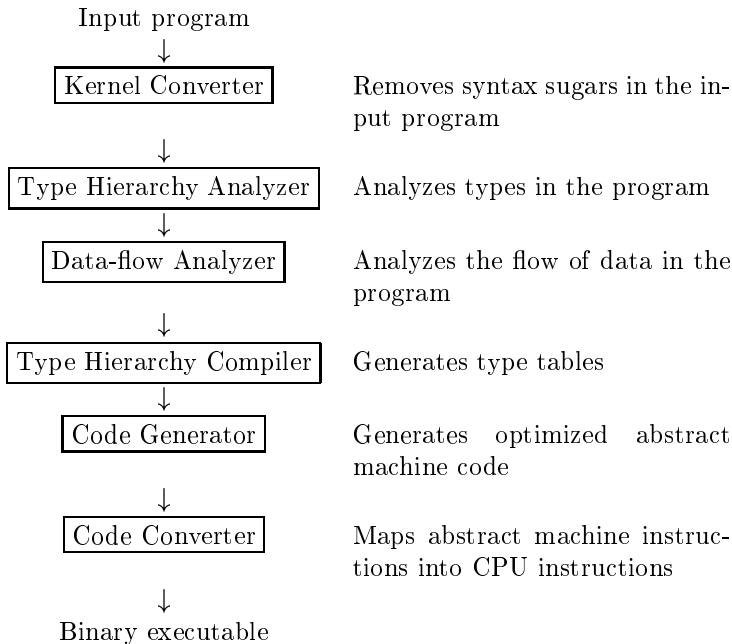 Input program
↓
Kernel Converter Removes syntax sugars in the in-
put program
↓
Type Hierarchy Analyzer Analyzes types in the program
↓
Data-flow Analyzer Analyzes the flow of data in the
program
↓
Type Hierarchy Compiler Generates type tables
↓
Code Generator Generates optimized abstract
machine code
↓
Code Converter Maps abstract machine instruc-
tions into CPU instructions
↓
Binary executable